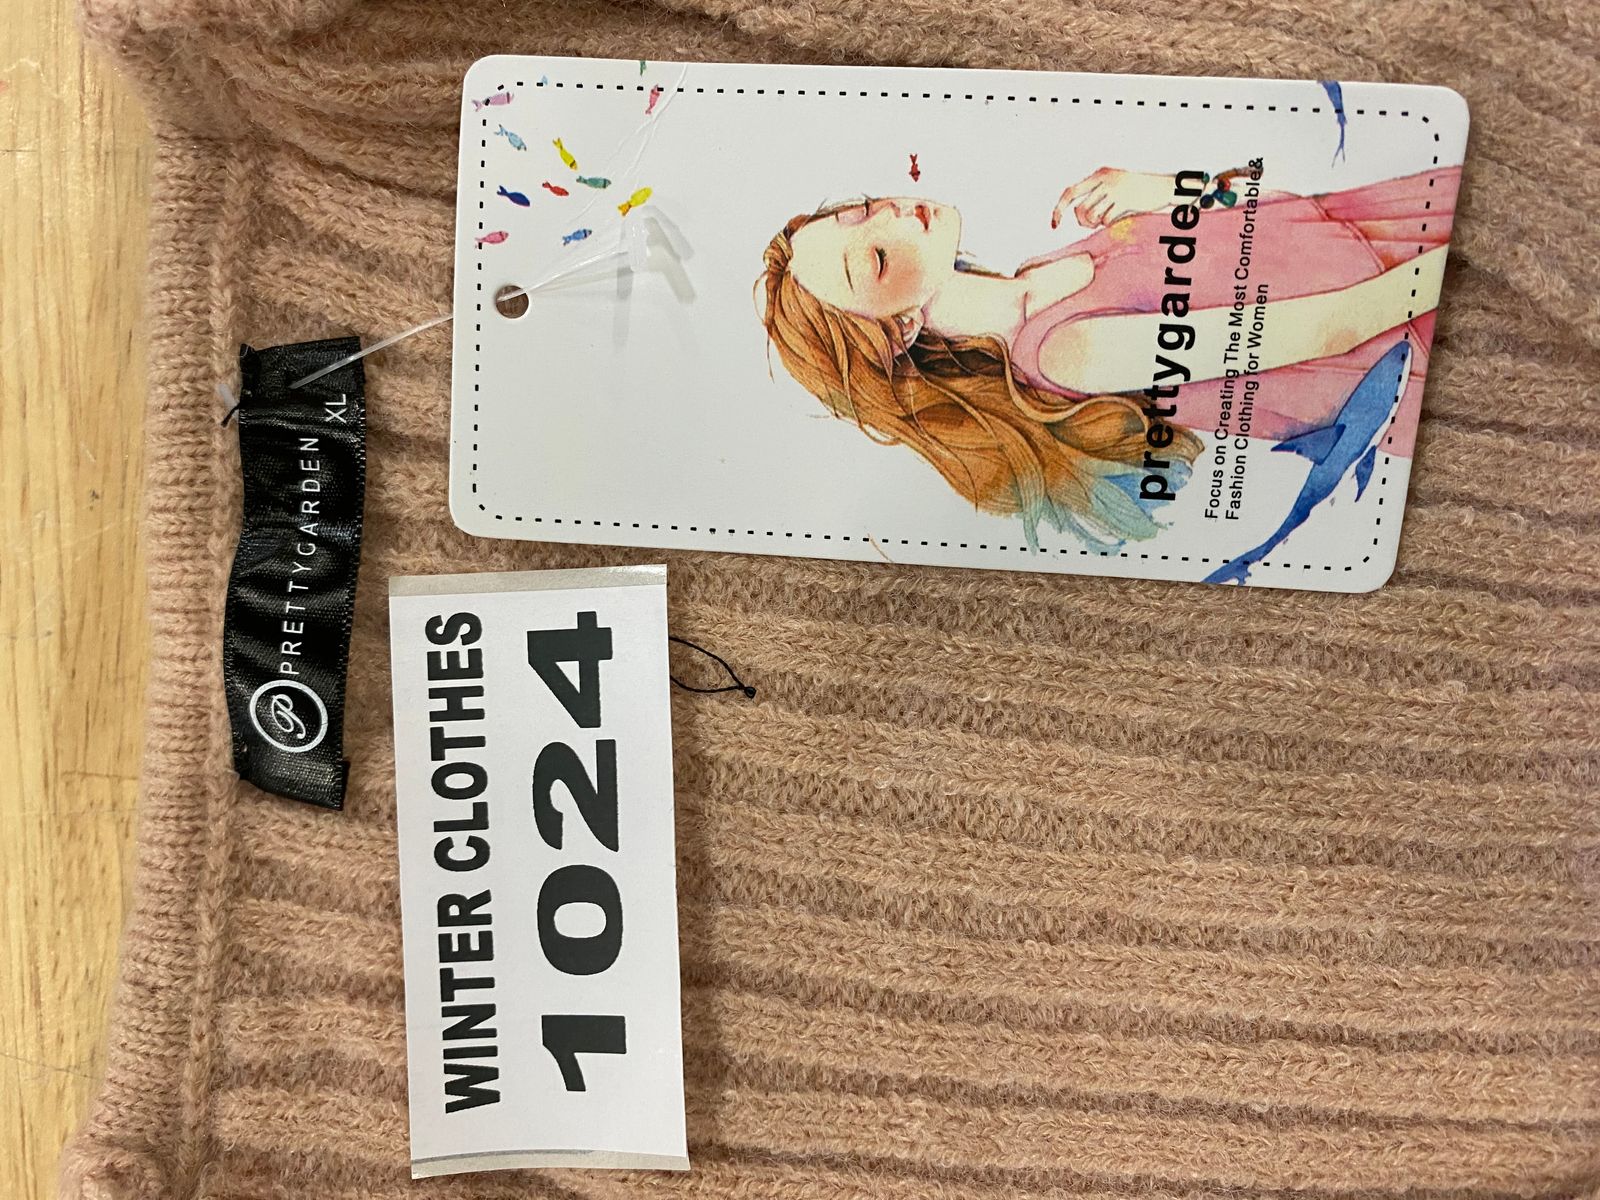 PRETTYGARDEN
XL
prettygarden
Focus on Creating The Most Comfortable&
Fashion Clothing for Women
WINTER CLOTHES
1024